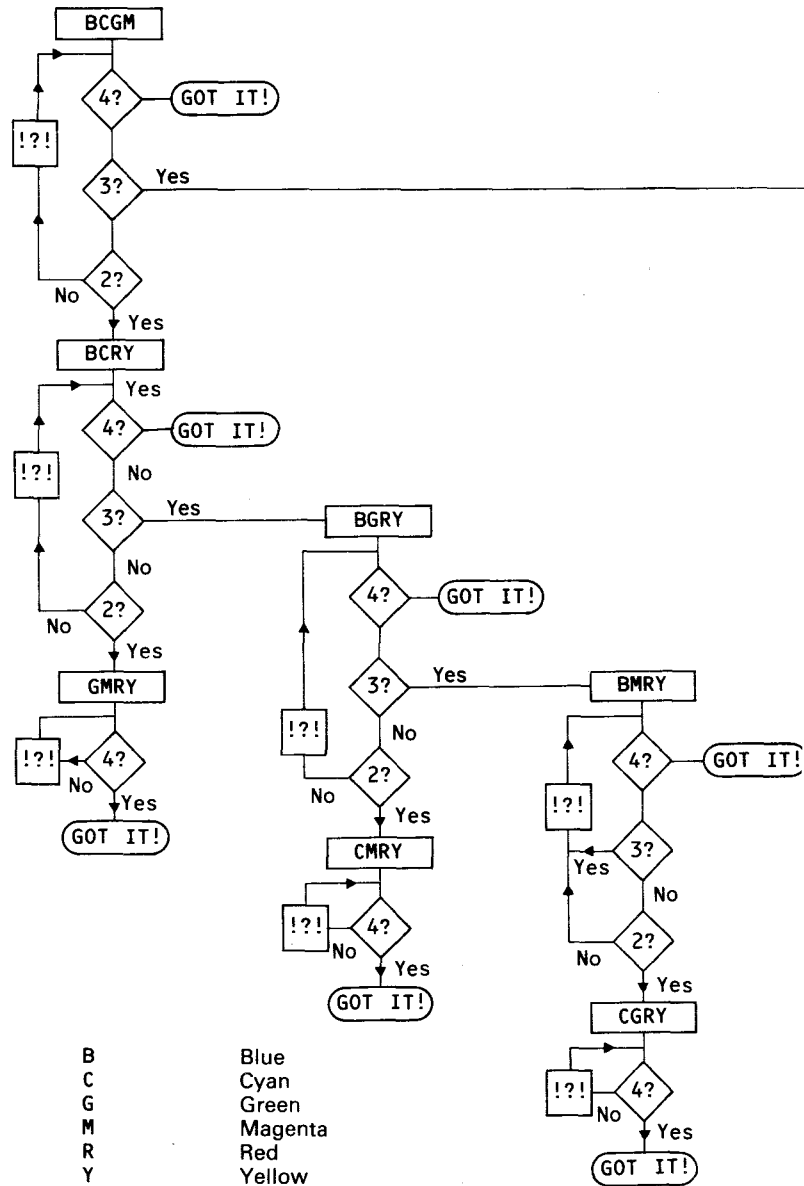 BCGM
4?
GOT IT!
!?!
Yes
3?
2?
No
Yes
BCRY
Yes
4?
GOT IT!
!?!
No
Yes
3?
No
2?
No
Yes
GMRY
!?!
4?
No
Yes
GOT IT!
BGRY
4?
GOT IT!
3?
Yes
!?!
No
2?
No
Yes
CMRY
!?!
4?
No
Yes
GOT IT!
BMRY
4?
GOT IT!
!?!
3?
Yes
No
2?
No
Yes
CGRY
!?!
4?
No
Yes
GOT IT!
B Blue
C Cyan
G Green
M Magenta
R Red
Y Yellow